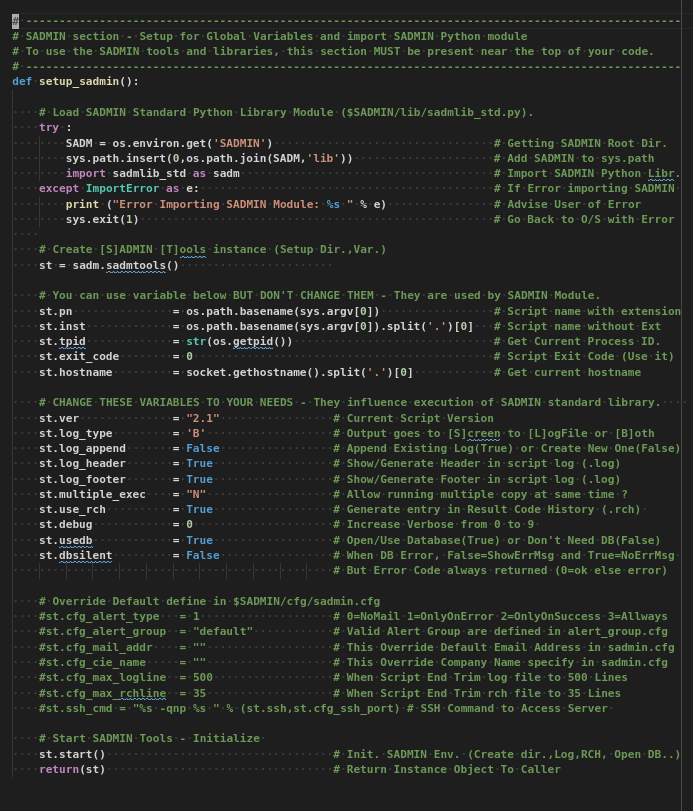 # --------------------------------------------------------------------------------------------------
# SADMIN section - Setup for Global Variables and import SADMIN Python module
# To use the SADMIN tools and libraries, this section MUST be present near the top of your code.
# --------------------------------------------------------------------------------------------------
def setup_sadmin():
# Load SADMIN Standard Python Library Module ($SADMIN/lib/sadmlib_std.py).
try :
SADM = os.environ.get('SADMIN') # Getting SADMIN Root Dir.
sys.path.insert(0,os.path.join(SADM,'lib')) # Add SADMIN to sys.path
import sadmlib_std as sadm # Import SADMIN Python Libr.
except ImportError as e: # If Error importing SADMIN
print ("Error Importing SADMIN Module: %s " % e) # Advise User of Error
sys.exit(1) # Go Back to O/S with Error
# Create [S]ADMIN [T]ools instance (Setup Dir.,Var.)
st = sadm.sadmtools()
# You can use variable below BUT DON'T CHANGE THEM - They are used by SADMIN Module.
st.pn = os.path.basename(sys.argv[0]) # Script name with extension
st.inst = os.path.basename(sys.argv[0]).split('.')[0] # Script name without Ext
st.tpid = str(os.getpid()) # Get Current Process ID.
st.exit_code = 0 # Script Exit Code (Use it)
st.hostname = socket.gethostname().split('.')[0] # Get current hostname
# CHANGE THESE VARIABLES TO YOUR NEEDS - They influence execution of SADMIN standard library.
st.ver = "2.1" # Current Script Version
st.log_type = 'B' # Output goes to [S]creen to [L]ogFile or [B]oth
st.log_append = False # Append Existing Log(True) or Create New One(False)
st.log_header = True # Show/Generate Header in script log (.log)
st.log_footer = True # Show/Generate Footer in script log (.log)
st.multiple_exec = "N" # Allow running multiple copy at same time ?
st.use_rch = True # Generate entry in Result Code History (.rch)
st.debug = 0 # Increase Verbose from 0 to 9
st.usedb = True # Open/Use Database(True) or Don't Need DB(False)
st.dbsilent = False # When DB Error, False=ShowErrMsg and True=NoErrMsg
# But Error Code always returned (0=ok else error)
# Override Default define in $SADMIN/cfg/sadmin.cfg
#st.cfg_alert_type = 1 # 0=NoMail 1=OnlyOnError 2=OnlyOnSuccess 3=Allways
#st.cfg_alert_group = "default" # Valid Alert Group are defined in alert_group.cfg
#st.cfg_mail_addr = "" # This Override Default Email Address in sadmin.cfg
#st.cfg_cie_name = "" # This Override Company Name specify in sadmin.cfg
#st.cfg_max_logline = 500 # When Script End Trim log file to 500 Lines
#st.cfg_max_rchline = 35 # When Script End Trim rch file to 35 Lines
#st.ssh_cmd = "%s -qnp %s " % (st.ssh,st.cfg_ssh_port) # SSH Command to Access Server
# Start SADMIN Tools - Initialize
st.start() # Init. SADMIN Env. (Create dir.,Log,RCH, Open DB..)
return(st) # Return Instance Object To Caller